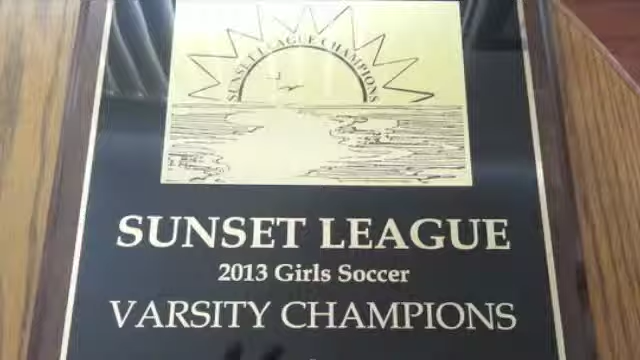 SUNSET LEAGUE CHAMPIONS
SUNSET LEAGUE
2013 Girls Soccer
VARSITY CHAMPIONS